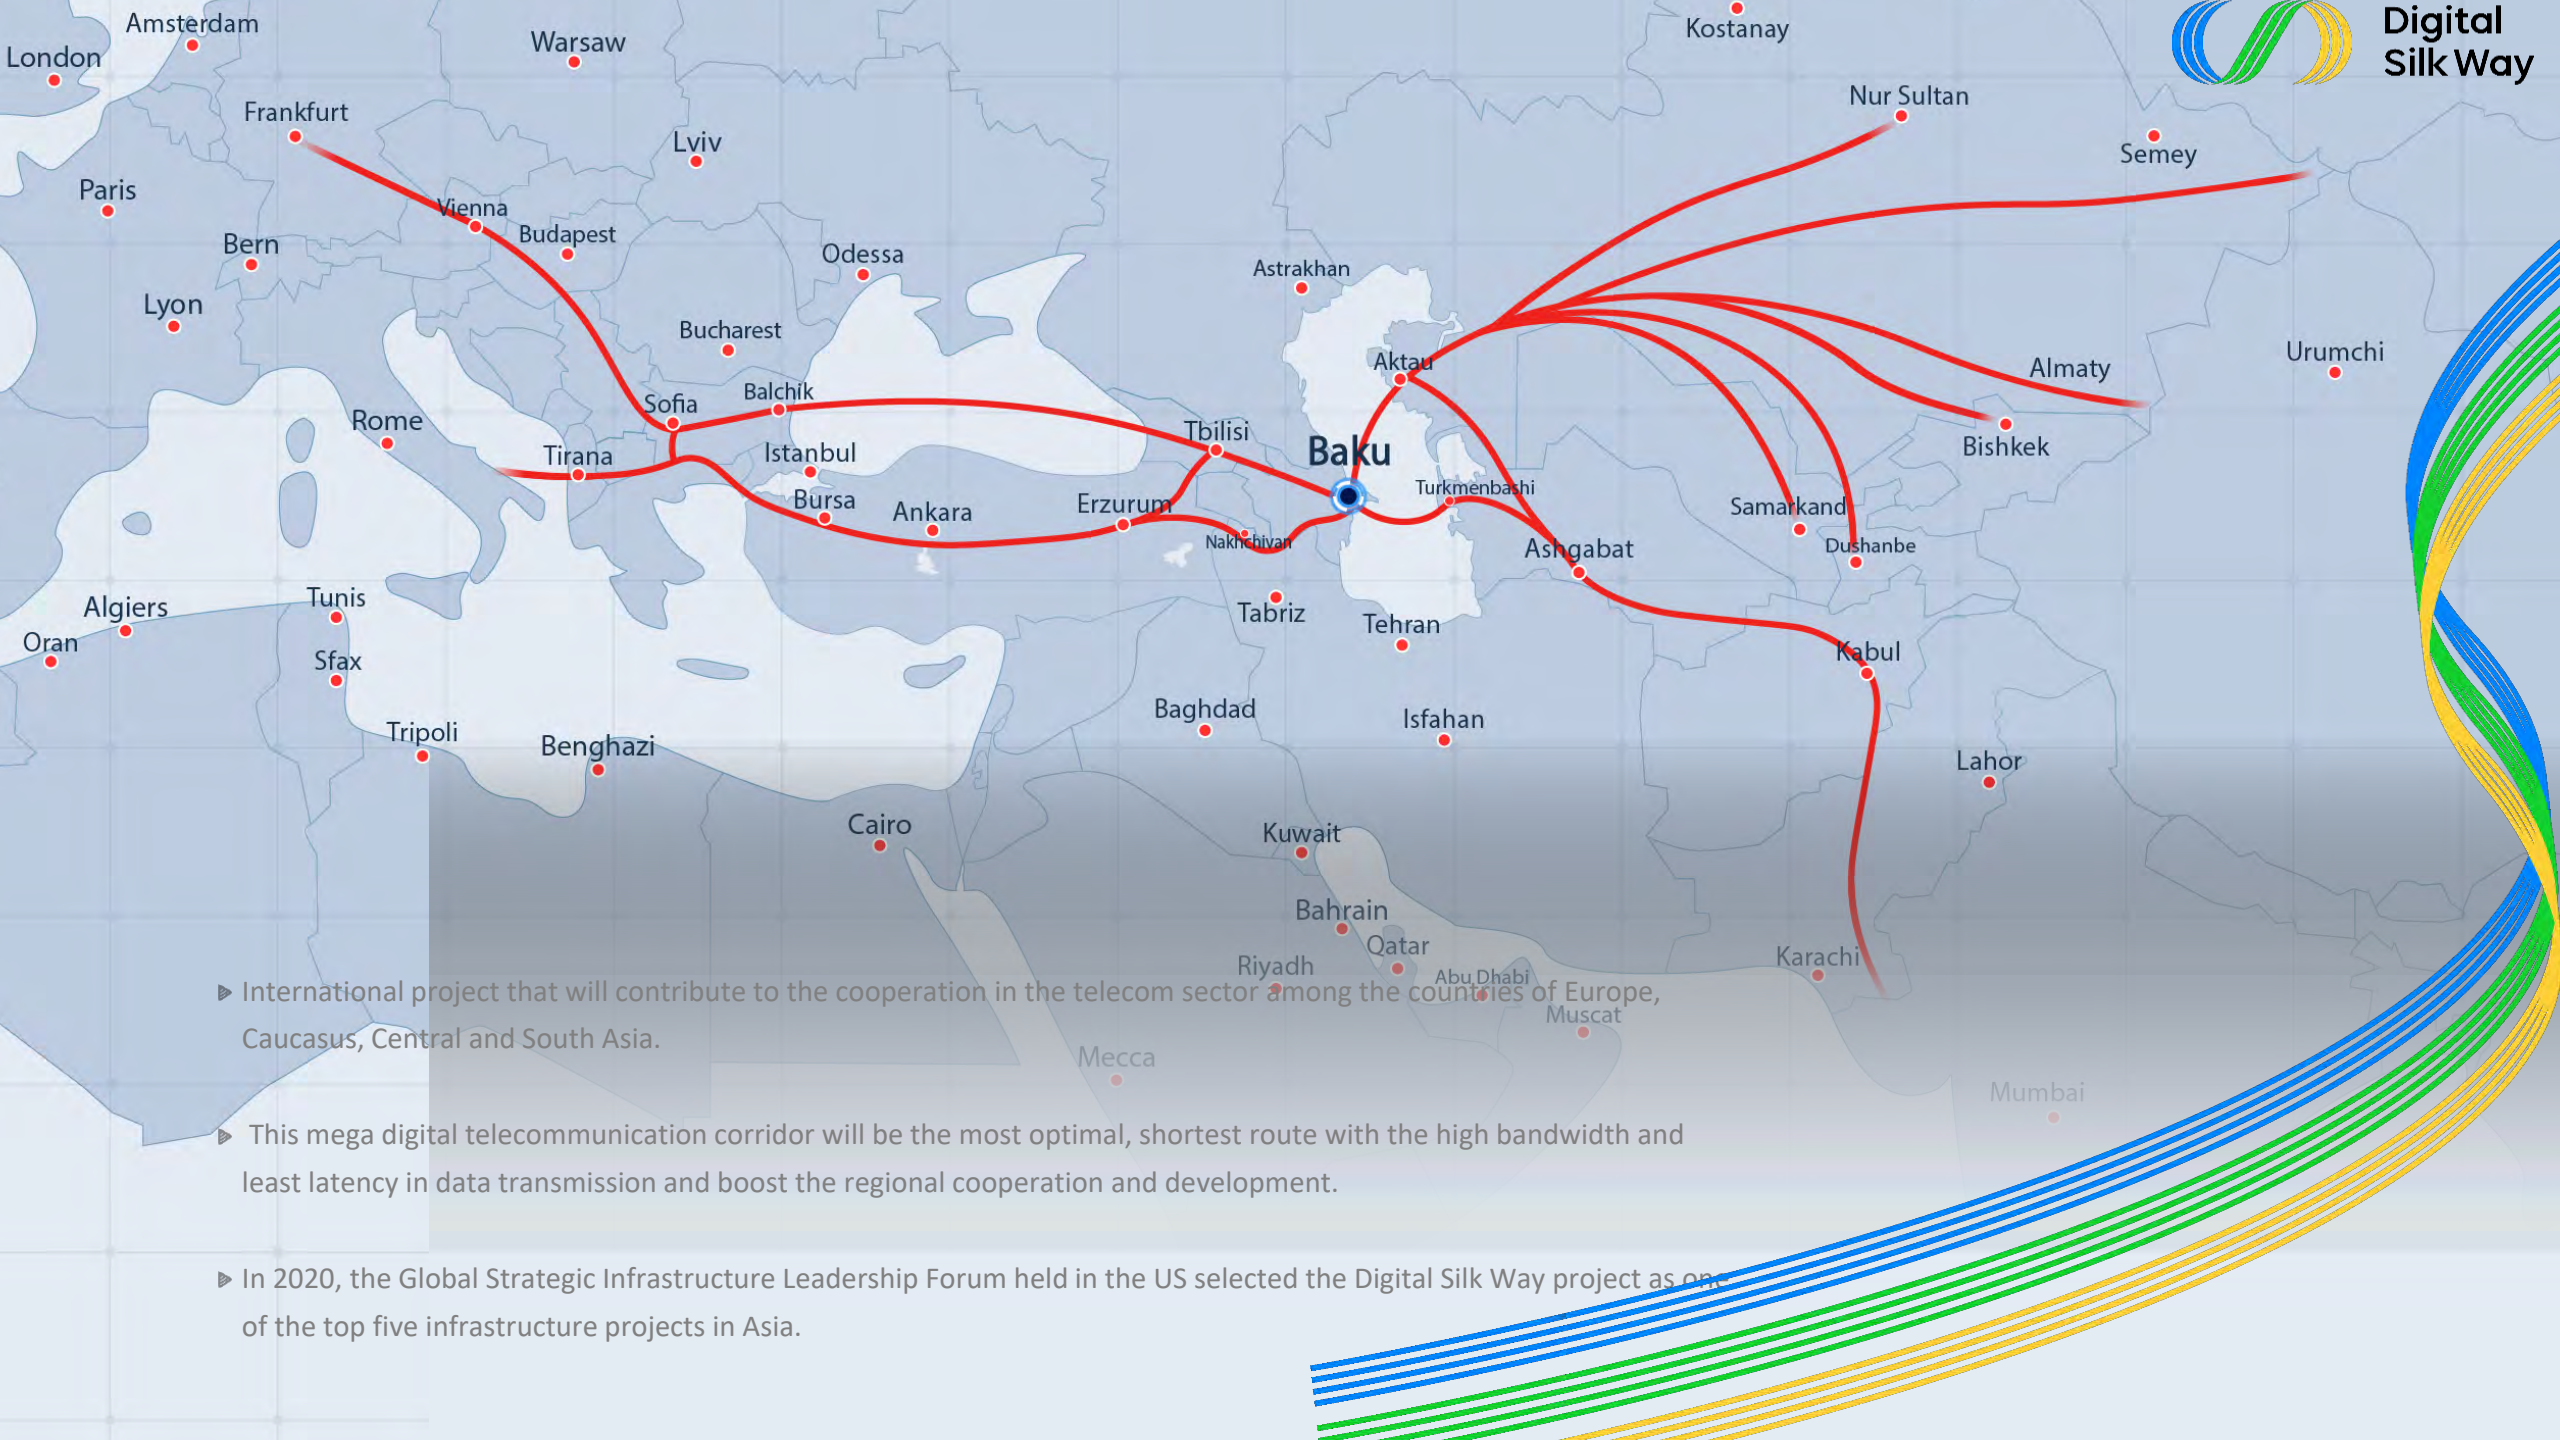 Amsterdam
London
Warsaw
Kostanay
Digital
Silk Way
Frankfurt
Nur Sultan
Lviv
Semey
Paris
Vienna
Budapest
Bern
Odessa
Astrakhan
Lyon
Bucharest
Aktau
Almaty
Urumchi
Balchik
Sofia
Rome
Tbilisi
Baku
Bishkek
Tirana
Istanbul
Turkmenbashi
Bursa
Ankara
Erzurum
Samarkand
Nakhchivan
Ashgabat
Dushanbe
Algiers
Tunis
Tabriz
Tehran
Oran
Sfax
Kabul
Baghdad
Isfahan
Tripoli
Benghazi
Lahor
Cairo
Kuwait
Bahrain
Qatar
Karachi
Riyadh
Abu Dhabi
Muscat
Mecca
Mumbai
International project that will contribute to the cooperation in the telecom sector among the countries of Europe,
Caucasus, Central and South Asia.
This mega digital telecommunication corridor will be the most optimal, shortest route with the high bandwidth and
least latency in data transmission and boost the regional cooperation and development.
In 2020, the Global Strategic Infrastructure Leadership Forum held in the US selected the Digital Silk Way project as one
of the top five infrastructure projects in Asia.